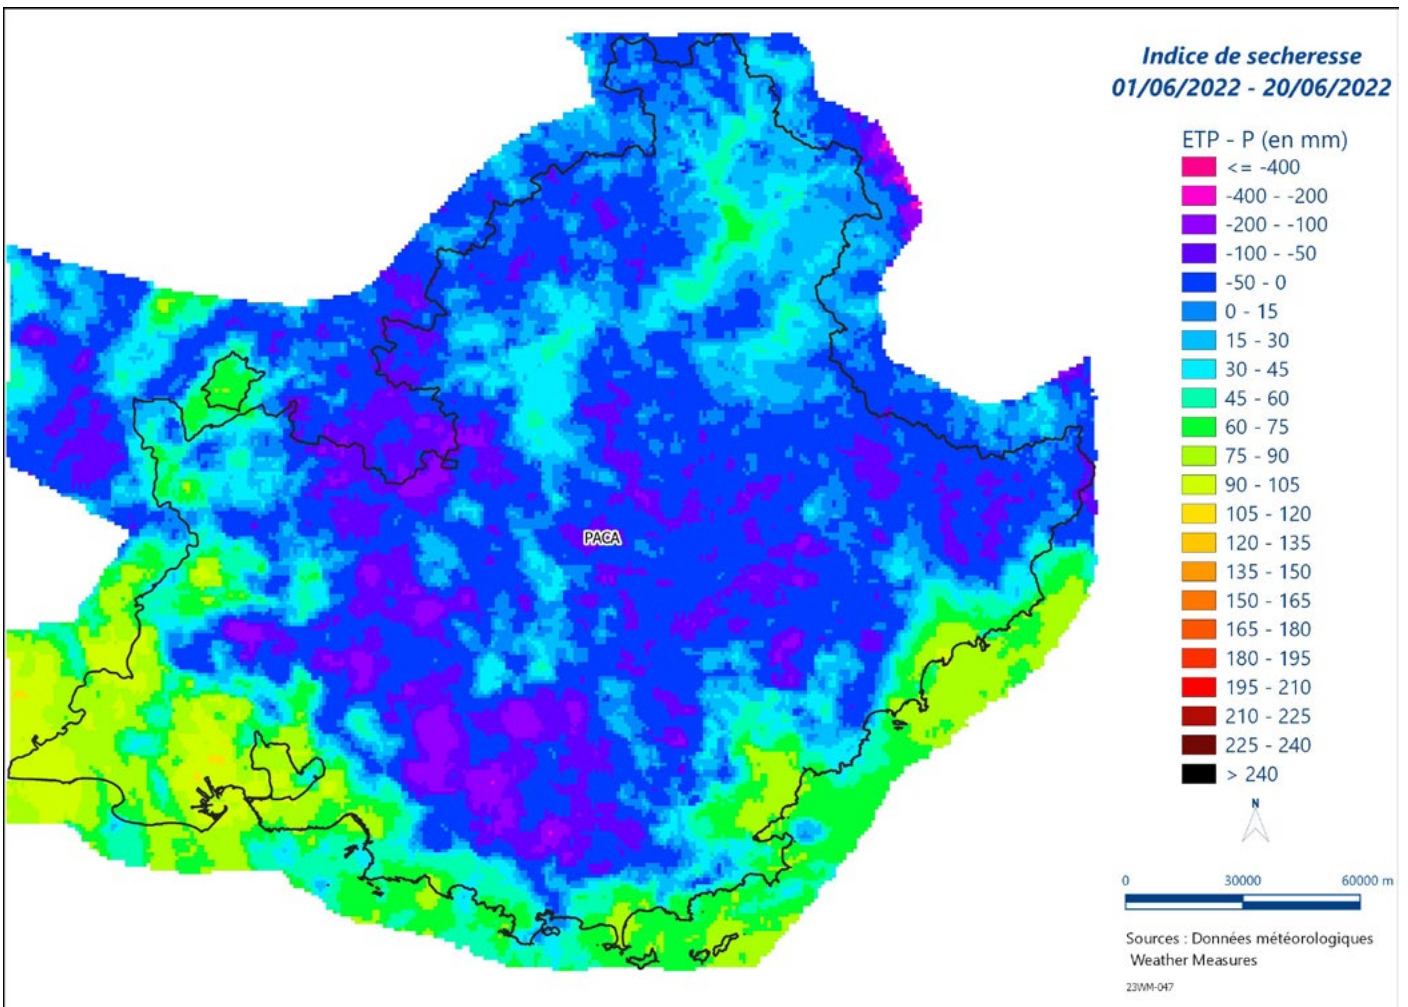 Indice de secheresse
01/06/2022 - 20/06/2022
ETP - P (en mm)
<= -400
-400 - -200
-200 - -100
-100 - -50
-50 - 0
0 - 15
15 - 30
30 - 45
45 - 60
60 - 75
75 - 90
90 - 105
105 - 120
120 - 135
135 - 150
150 - 165
165 - 180
180 - 195
195 - 210
210 - 225
225 - 240
> 240
PACA
N
0 30000 60000 m
Sources : Données météorologiques
Weather Measures
23WM-047